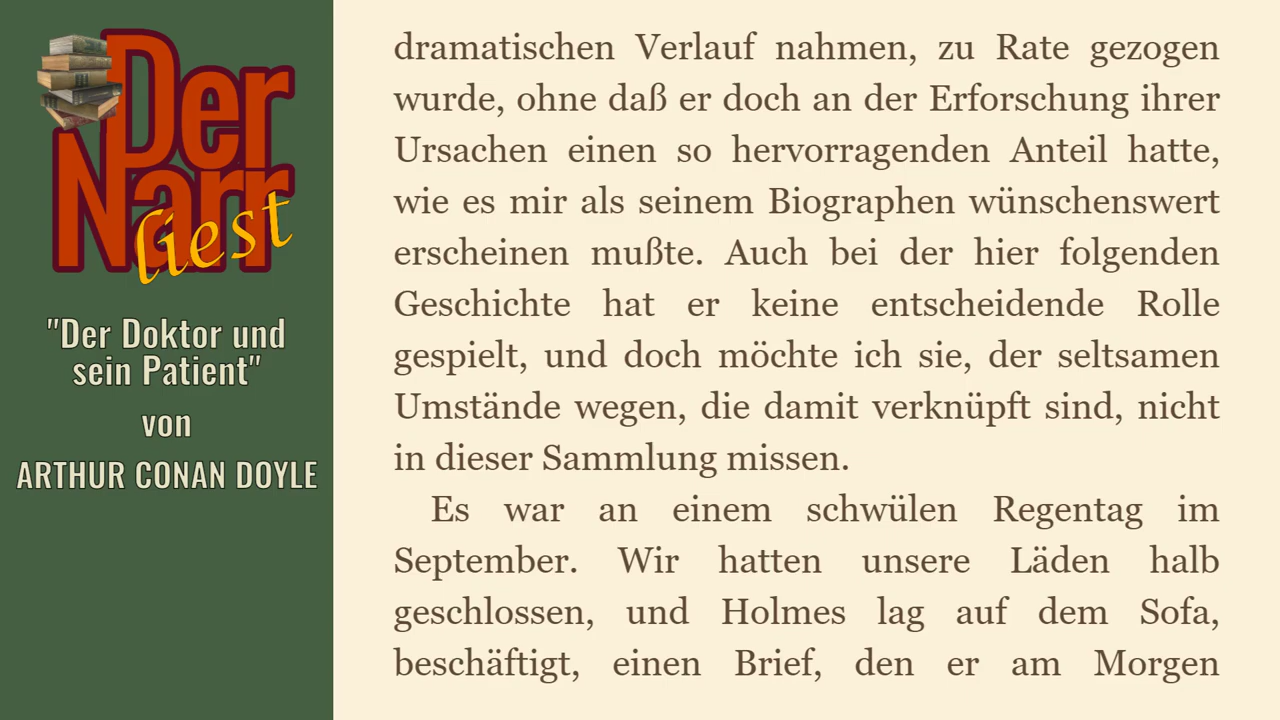 Der
Narr
liest
"Der Doktor und
sein Patient"
von
ARTHUR CONAN DOYLE
dramatischen Verlauf nahmen, zu Rate gezogen
wurde, ohne daß er doch an der Erforschung ihrer
Ursachen einen so hervorragenden Anteil hatte,
wie es mir als seinem Biographen wünschenswert
erscheinen mußte. Auch bei der hier folgenden
Geschichte hat er keine entscheidende Rolle
gespielt, und doch möchte ich sie, der seltsamen
Umstände wegen, die damit verknüpft sind, nicht
in dieser Sammlung missen.
Es war an einem schwülen Regentag im
September. Wir hatten unsere Läden halb
geschlossen, und Holmes lag auf dem Sofa,
beschäftigt, einen Brief, den er am Morgen